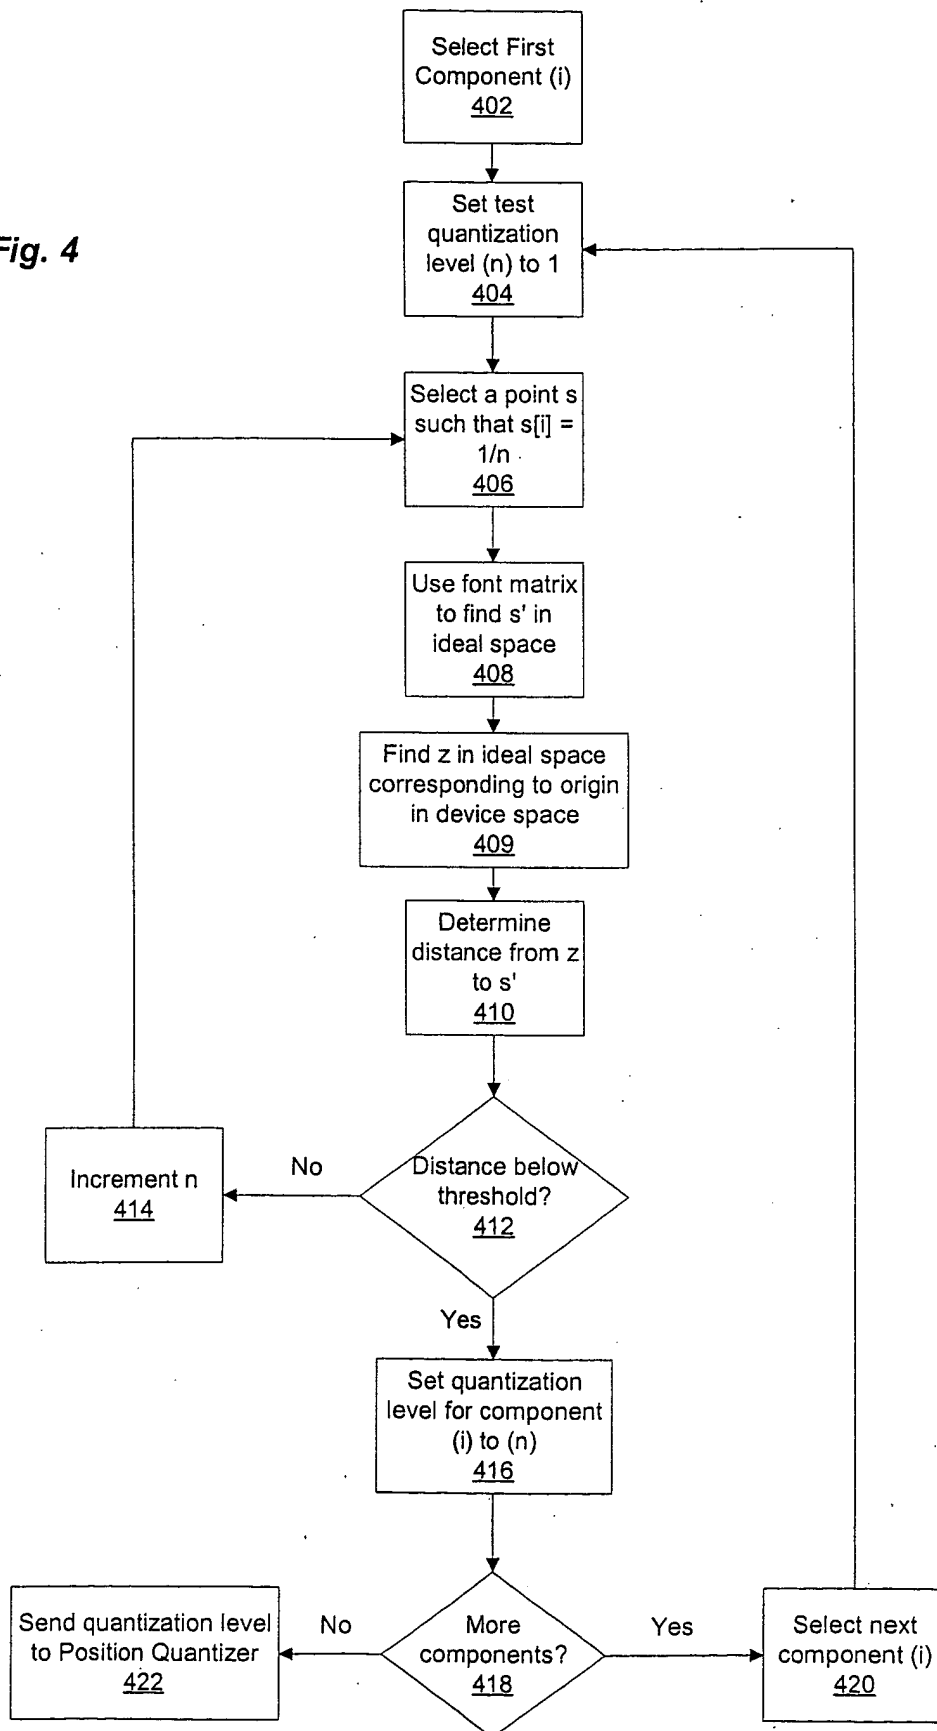 Select First
Component (i)
402
Set test
quantization
level (n) to 1
404
Fig. 4
Select a point s
such that s[i] =
1/n
406
Use font matrix
to find s' in
ideal space
408
Find z in ideal space
corresponding to origin
in device space
409
Determine
distance from z
to s'
410
Distance below
threshold?
412
No
Increment n
414
Yes
Set quantization
level for component
(i) to (n)
416
More
components?
418
No
Send quantization level
to Position Quantizer
422
Yes
Select next
component (i)
420